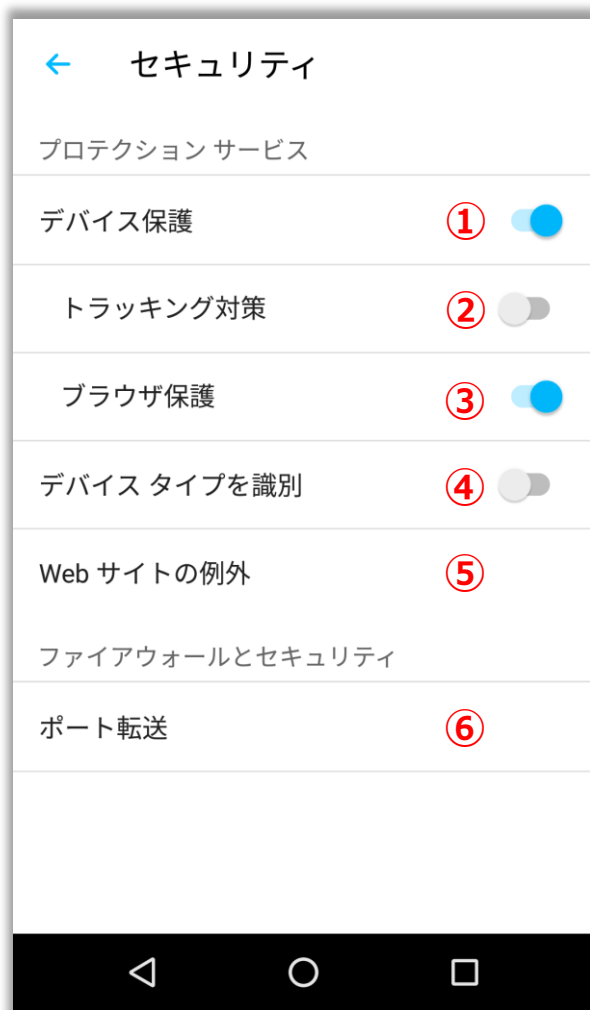 セキュリティ
プロテクション サービス
デバイス保護 ①
トラッキング対策 ②
ブラウザ保護 ③
デバイス タイプを識別 ④
Web サイトの例外 ⑤
ファイアウォールとセキュリティ
ポート転送 ⑥